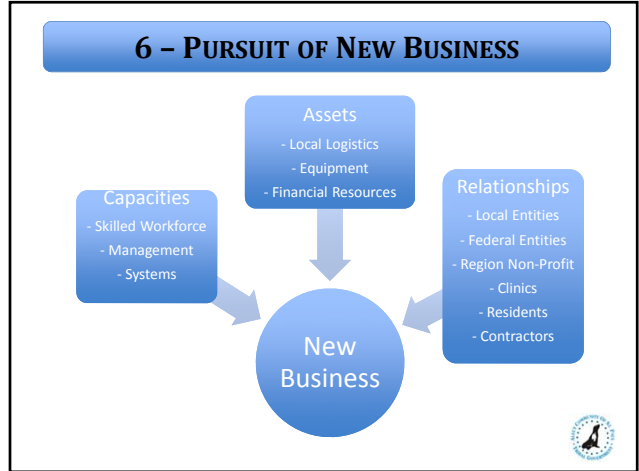 6 – PURSUIT OF NEW BUSINESS
Assets
- Local Logistics
- Equipment
- Financial Resources
Capacities
- Skilled Workforce
- Management
- Systems
Relationships
- Local Entities
- Federal Entities
- Region Non-Profit
- Clinics
- Residents
- Contractors
New
Business